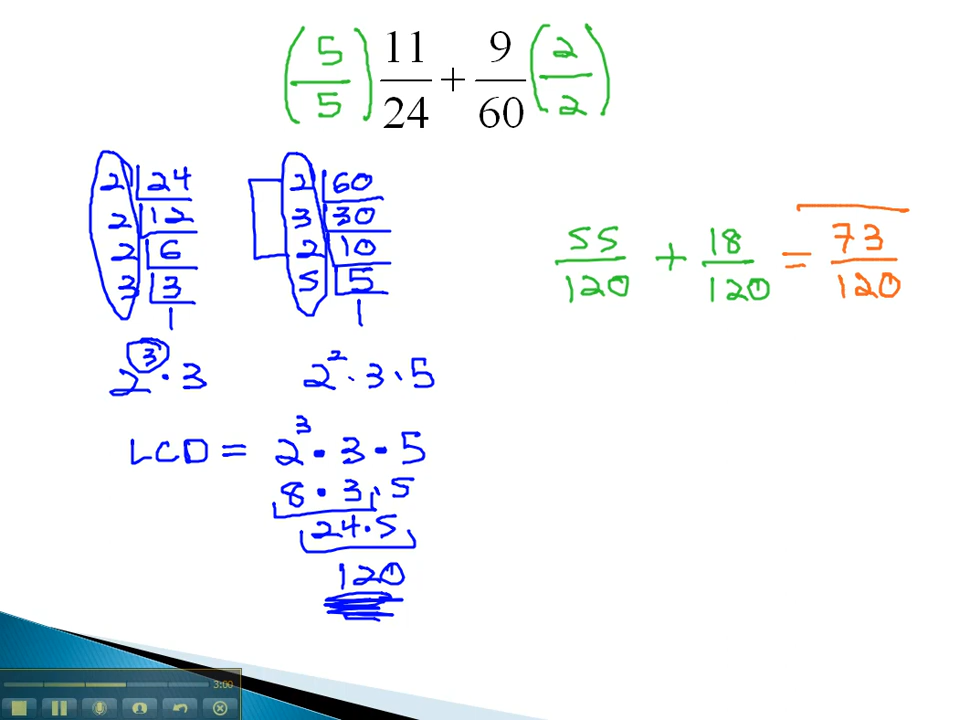 (5/5) 11/24 + 9/60 (2/2)
2 | 24
2 | 12
2 | 6
3 | 3
1
2 | 60
3 | 30
2 | 10
5 | 5
1
2³ · 3
2² · 3 · 5
LCD = 2³ · 3 · 5
8 · 3 · 5
24 · 5
120
55/120 + 18/120 = 73/120
3:00